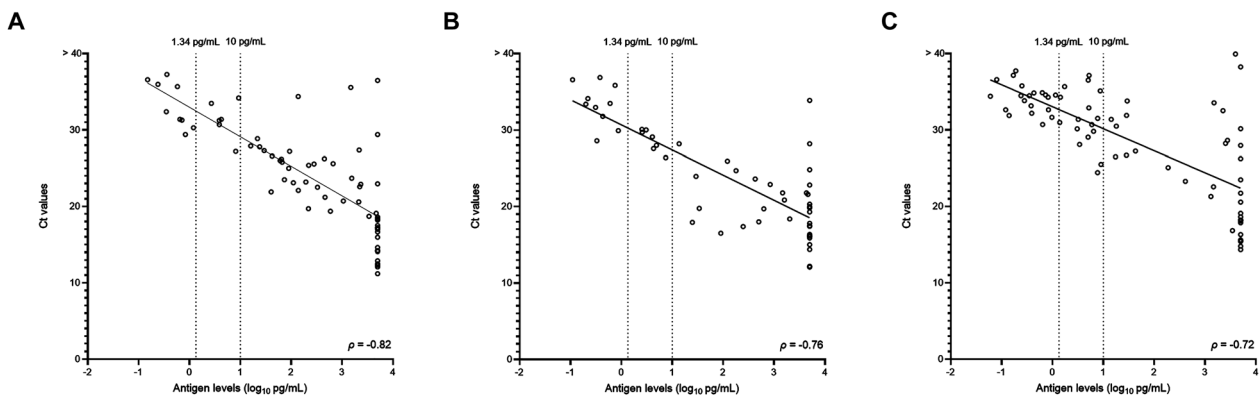 A
1.34 pg/mL 10 pg/mL
> 40
30
20
10
0
Ct values
-2 -1 0 1 2 3 4
Antigen levels (log10 pg/mL)
ρ = -0.82
B
1.34 pg/mL 10 pg/mL
> 40
30
20
10
0
Ct values
-2 -1 0 1 2 3 4
Antigen levels (log10 pg/mL)
ρ = -0.76
C
1.34 pg/mL 10 pg/mL
> 40
30
20
10
0
Ct values
-2 -1 0 1 2 3 4
Antigen levels (log10 pg/mL)
ρ = -0.72